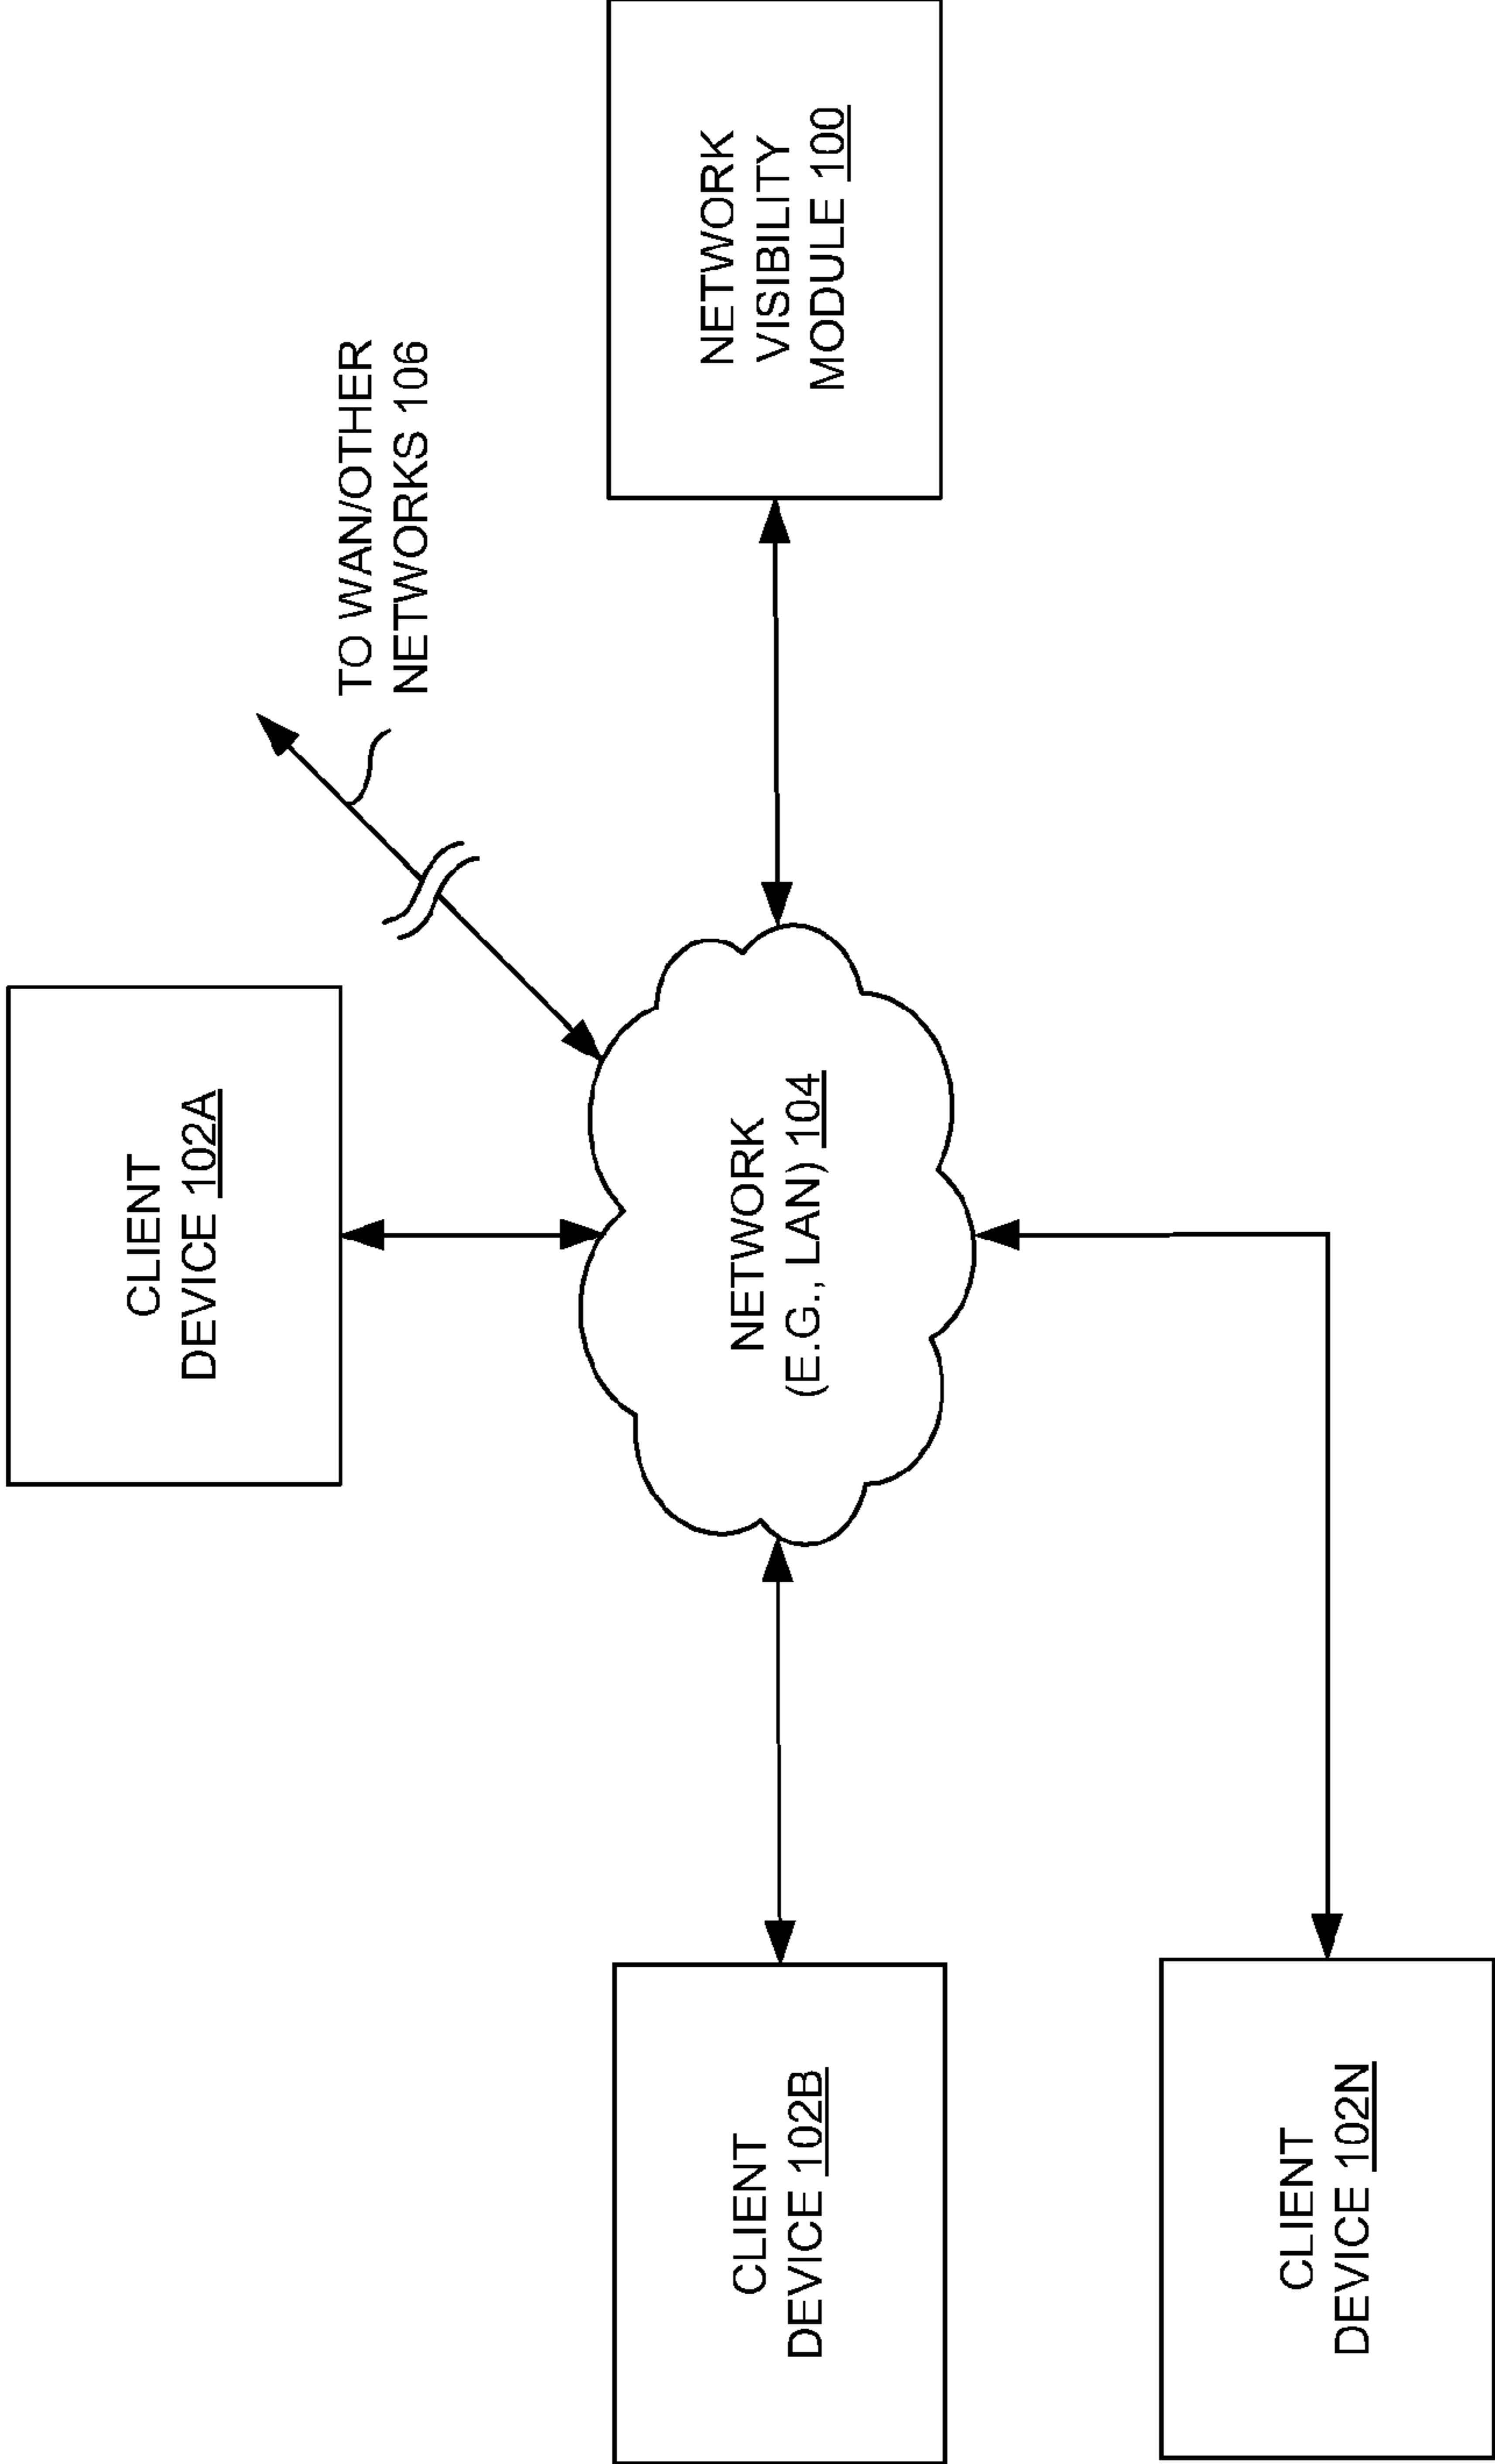 CLIENT
DEVICE 102A
TO WAN/OTHER
NETWORKS 106
CLIENT
DEVICE 102B
NETWORK
(E.G., LAN) 104
NETWORK
VISIBILITY
MODULE 100
CLIENT
DEVICE 102N